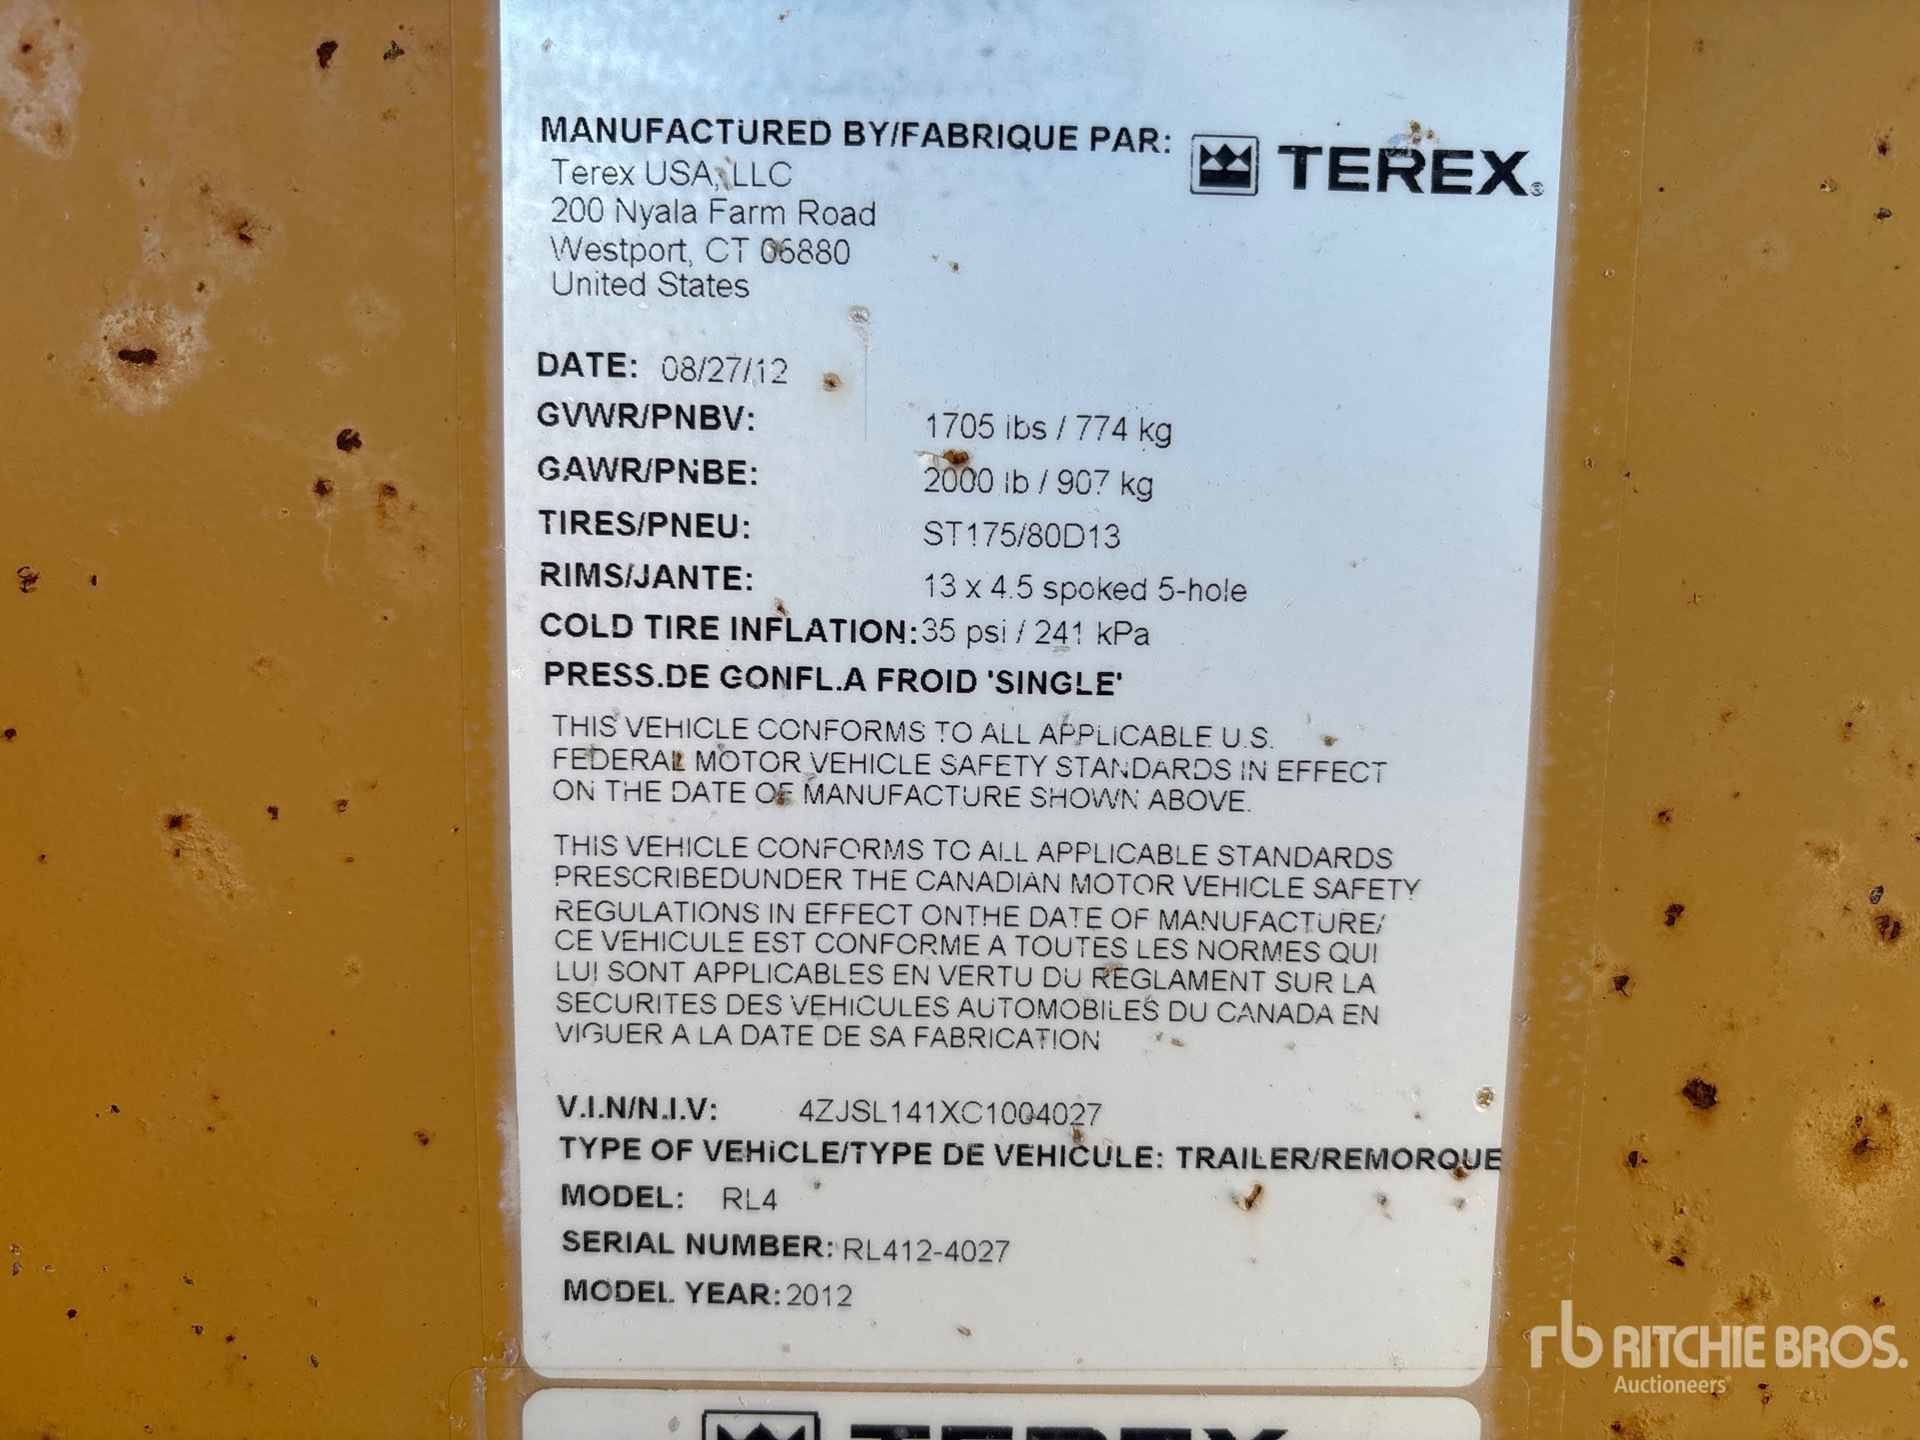 MANUFACTURED BY/FABRIQUE PAR:
TEREX®
Terex USA, LLC
200 Nyala Farm Road
Westport, CT 06880
United States
DATE: 08/27/12
GVWR/PNBV: 1705 lbs / 774 kg
GAWR/PNBE: 2000 lb / 907 kg
TIRES/PNEU: ST175/80D13
RIMS/JANTE: 13 x 4.5 spoked 5-hole
COLD TIRE INFLATION: 35 psi / 241 kPa
PRESS.DE GONFL.A FROID 'SINGLE'
THIS VEHICLE CONFORMS TO ALL APPLICABLE U.S.
FEDERAL MOTOR VEHICLE SAFETY STANDARDS IN EFFECT
ON THE DATE OF MANUFACTURE SHOWN ABOVE.
THIS VEHICLE CONFORMS TO ALL APPLICABLE STANDARDS
PRESCRIBEDUNDER THE CANADIAN MOTOR VEHICLE SAFETY
REGULATIONS IN EFFECT ONTHE DATE OF MANUFACTURE/
CE VEHICULE EST CONFORME A TOUTES LES NORMES QUI
LUI SONT APPLICABLES EN VERTU DU REGLAMENT SUR LA
SECURITES DES VEHICULES AUTOMOBILES DU CANADA EN
VIGUER A LA DATE DE SA FABRICATION
V.I.N/N.I.V: 4ZJSL141XC1004027
TYPE OF VEHICLE/TYPE DE VEHICULE: TRAILER/REMORQUE
MODEL: RL4
SERIAL NUMBER: RL412-4027
MODEL YEAR: 2012
rb RITCHIE BROS.
Auctioneers
TEREX